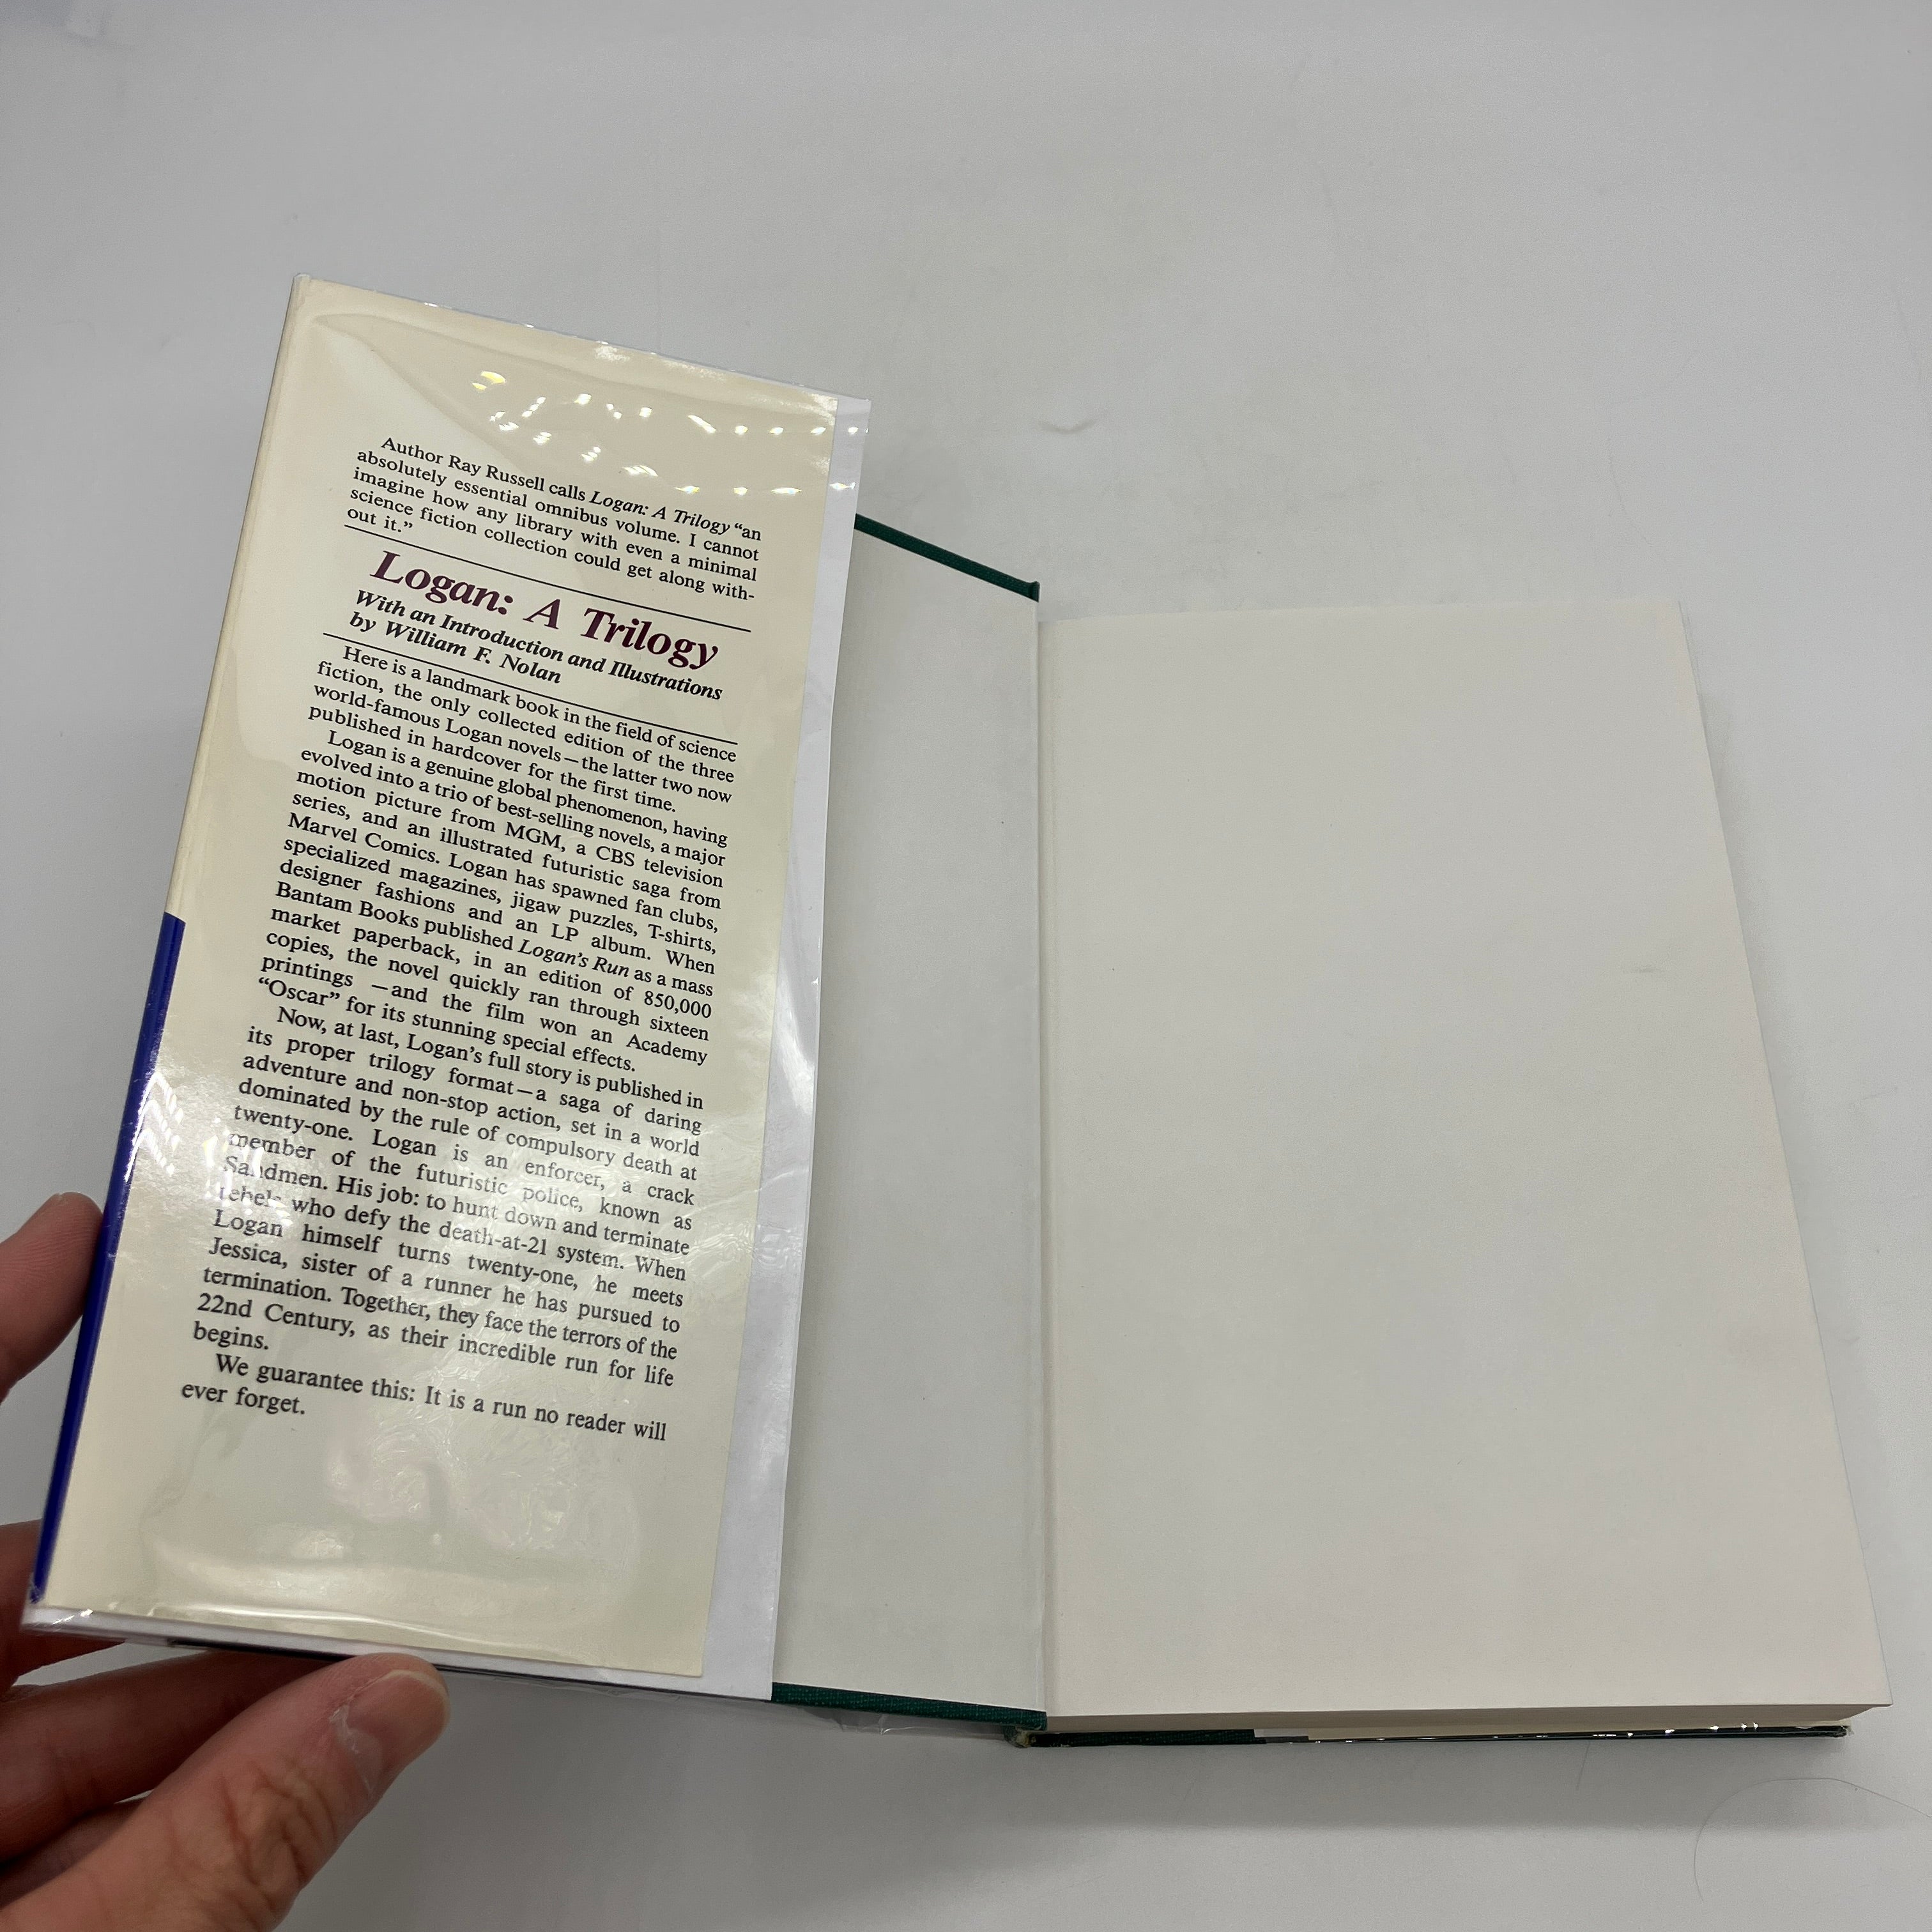 Author Ray Russell calls Logan: A Trilogy “an
absolutely essential omnibus volume. I cannot
imagine how any library with even a minimal
science fiction collection could get along with-
out it.”
Logan: A Trilogy
With an Introduction and Illustrations
by William F. Nolan
Here is a landmark book in the field of science
fiction, the only collected edition of the three
world-famous Logan novels—the latter two now
published in hardcover for the first time.
Logan is a genuine global phenomenon, having
evolved into a trio of best-selling novels, a major
motion picture from MGM, a CBS television
series, and an illustrated futuristic saga from
Marvel Comics. Logan has spawned fan clubs,
specialized magazines, jigaw puzzles, T-shirts,
designer fashions and an LP album. When
Bantam Books published Logan’s Run as a mass
market paperback, in an edition of 850,000
copies, the novel quickly ran through sixteen
printings —and the film won an Academy
“Oscar” for its stunning special effects.
Now, at last, Logan’s full story is published in
its proper trilogy format—a saga of daring
adventure and non-stop action, set in a world
dominated by the rule of compulsory death at
twenty-one. Logan is an enforcer, a crack
member of the futuristic police, known as
Sandmen. His job: to hunt down and terminate
rebels who defy the death-at-21 system. When
Logan himself turns twenty-one, he meets
Jessica, sister of a runner he has pursued to
termination. Together, they face the terrors of the
22nd Century, as their incredible run for life
begins.
We guarantee this: It is a run no reader will
ever forget.